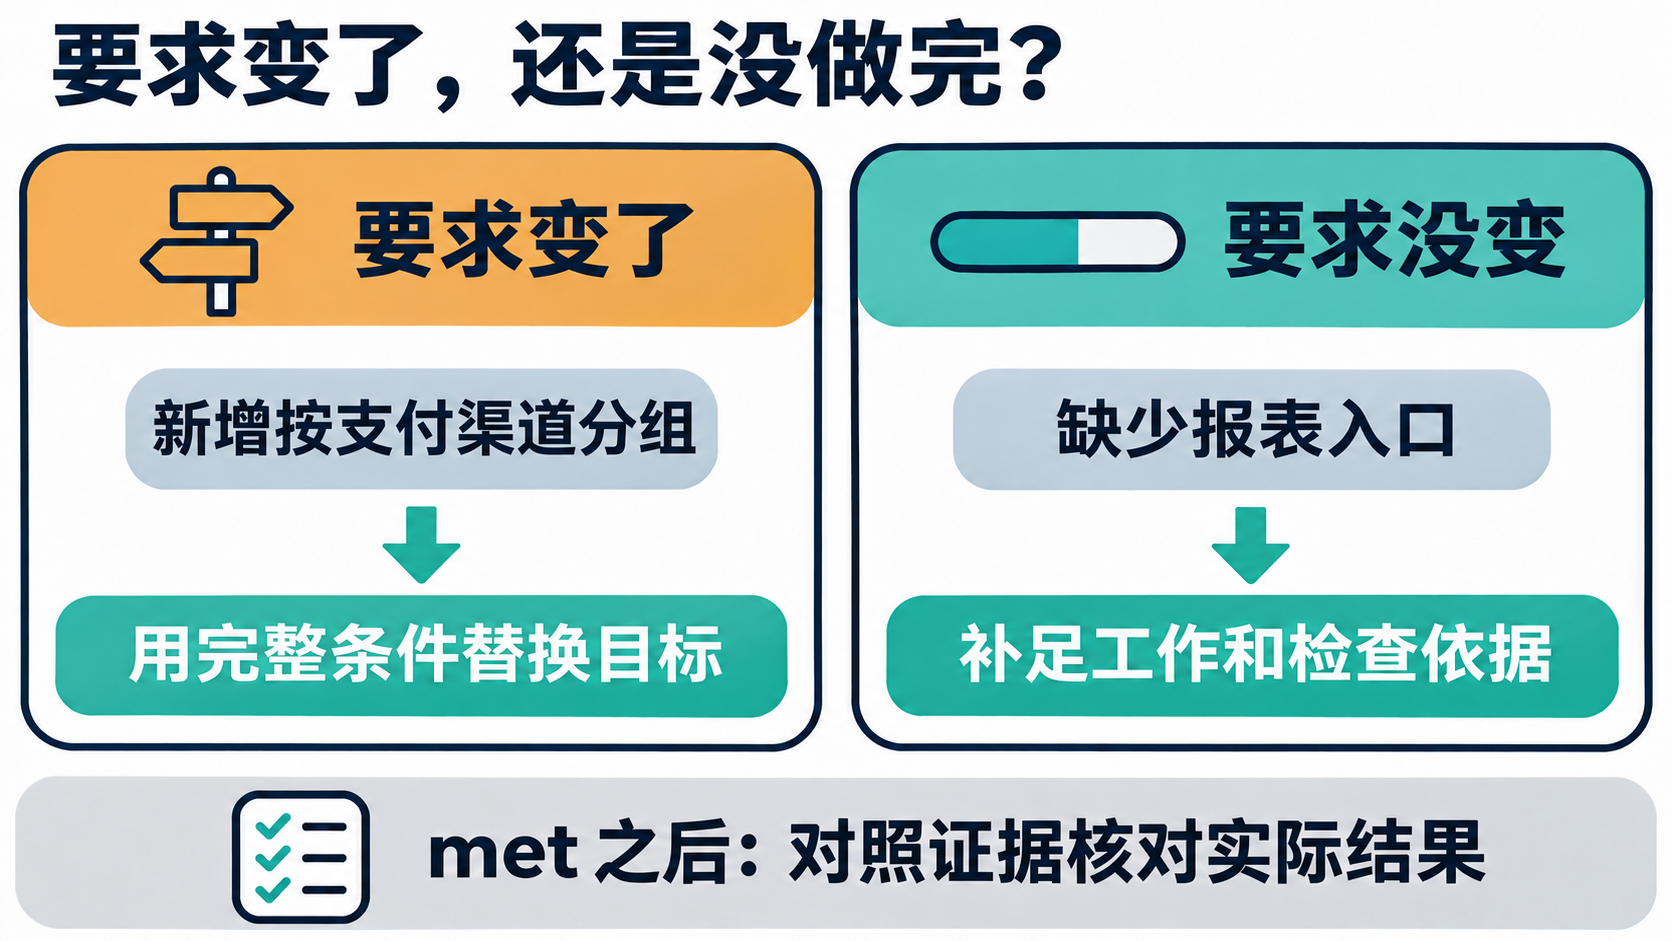 要求变了，还是没做完？
要求变了
新增按支付渠道分组
用完整条件替换目标
要求没变
缺少报表入口
补足工作和检查依据
met 之后：对照证据核对实际结果